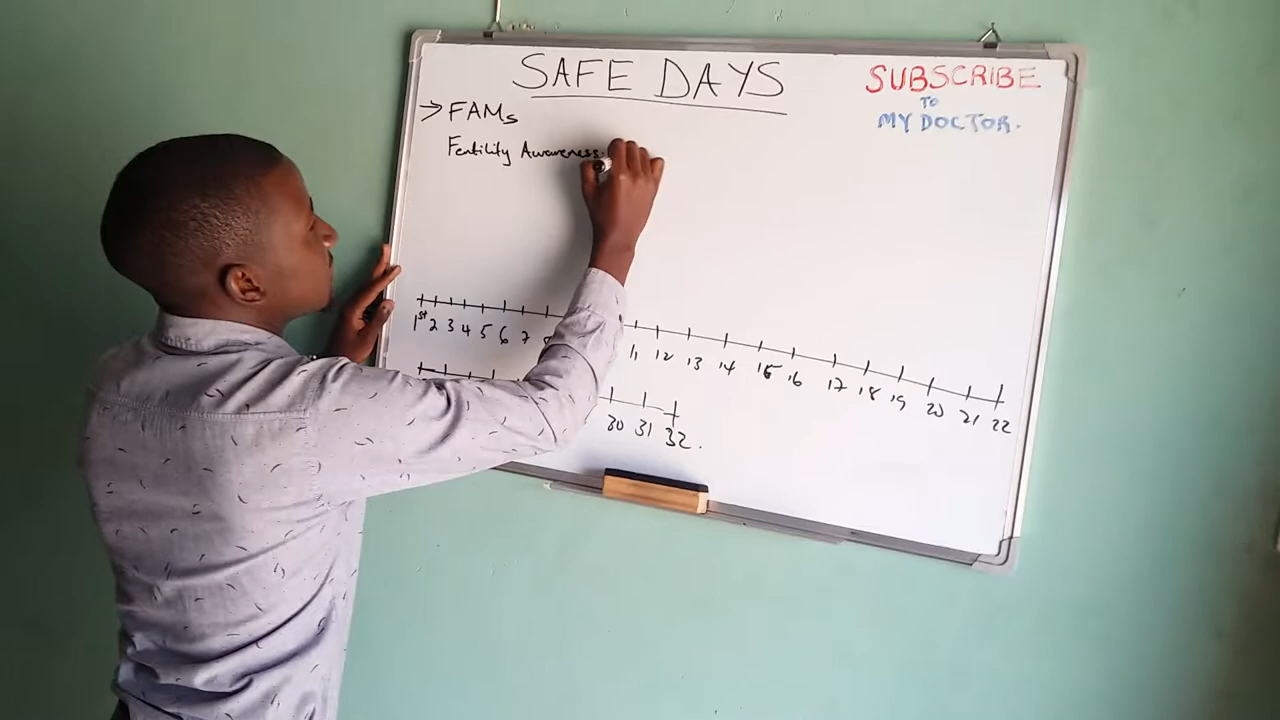 SAFE DAYS
SUBSCRIBE
TO
MY DOCTOR.
→ FAMs
Fertility Awareness
1st 2 3 4 5 6 7 11 12 13 14 15 16 17 18 19 20 21 22
30 31 32.